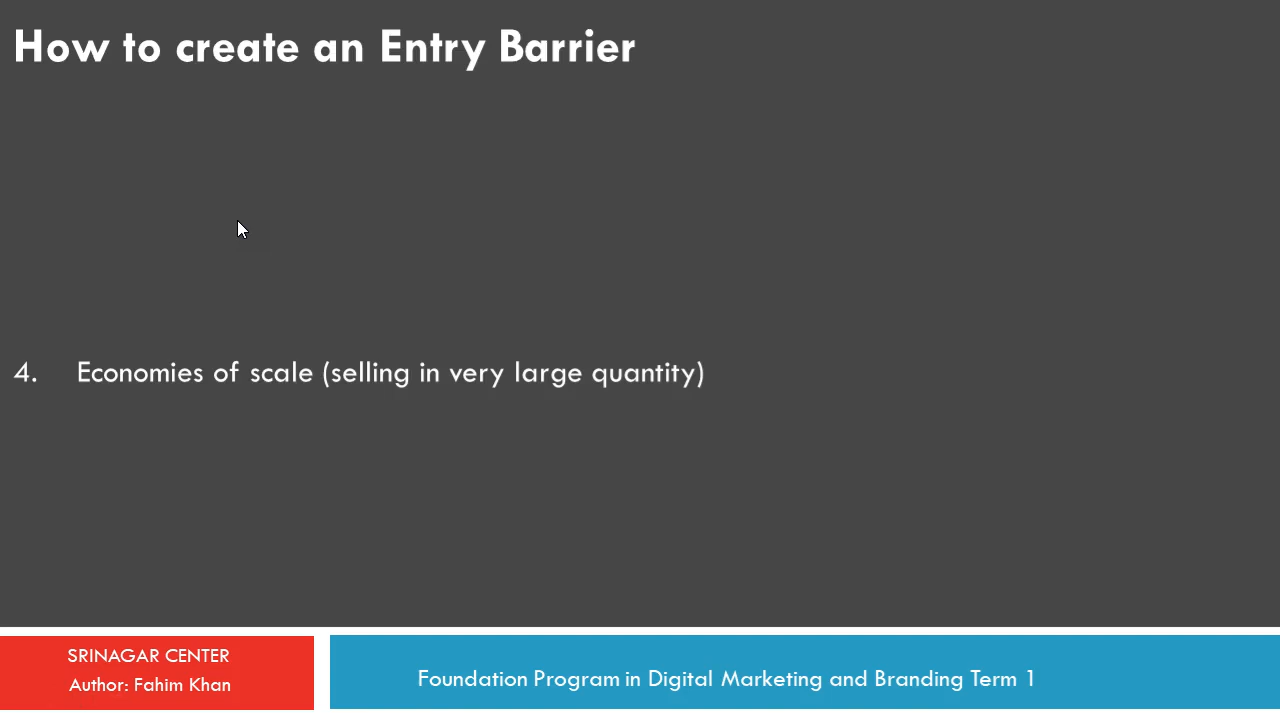 How to create an Entry Barrier
4. Economies of scale (selling in very large quantity)
SRINAGAR CENTER
Author: Fahim Khan
Foundation Program in Digital Marketing and Branding Term 1